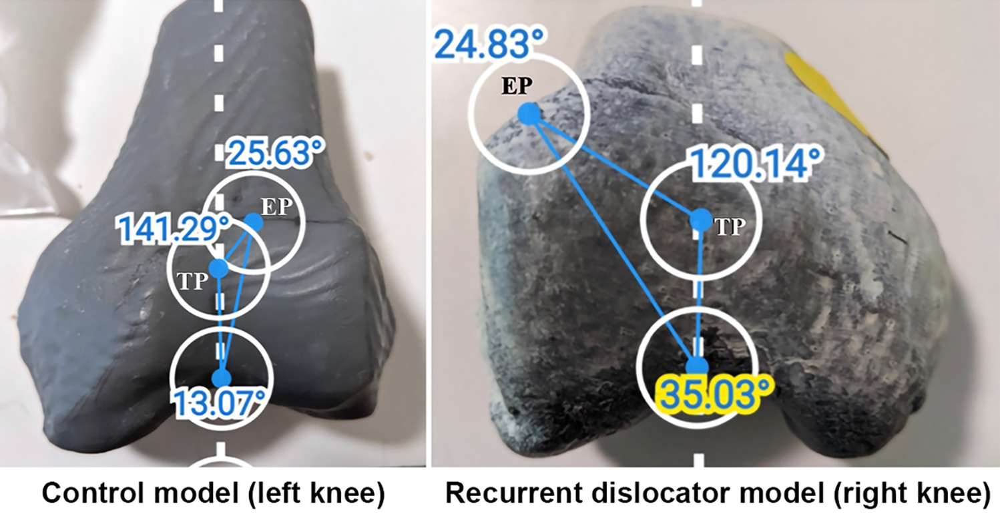 25.63°
EP
141.29°
TP
13.07°
24.83°
EP
120.14°
TP
35.03°
Control model (left knee)
Recurrent dislocator model (right knee)